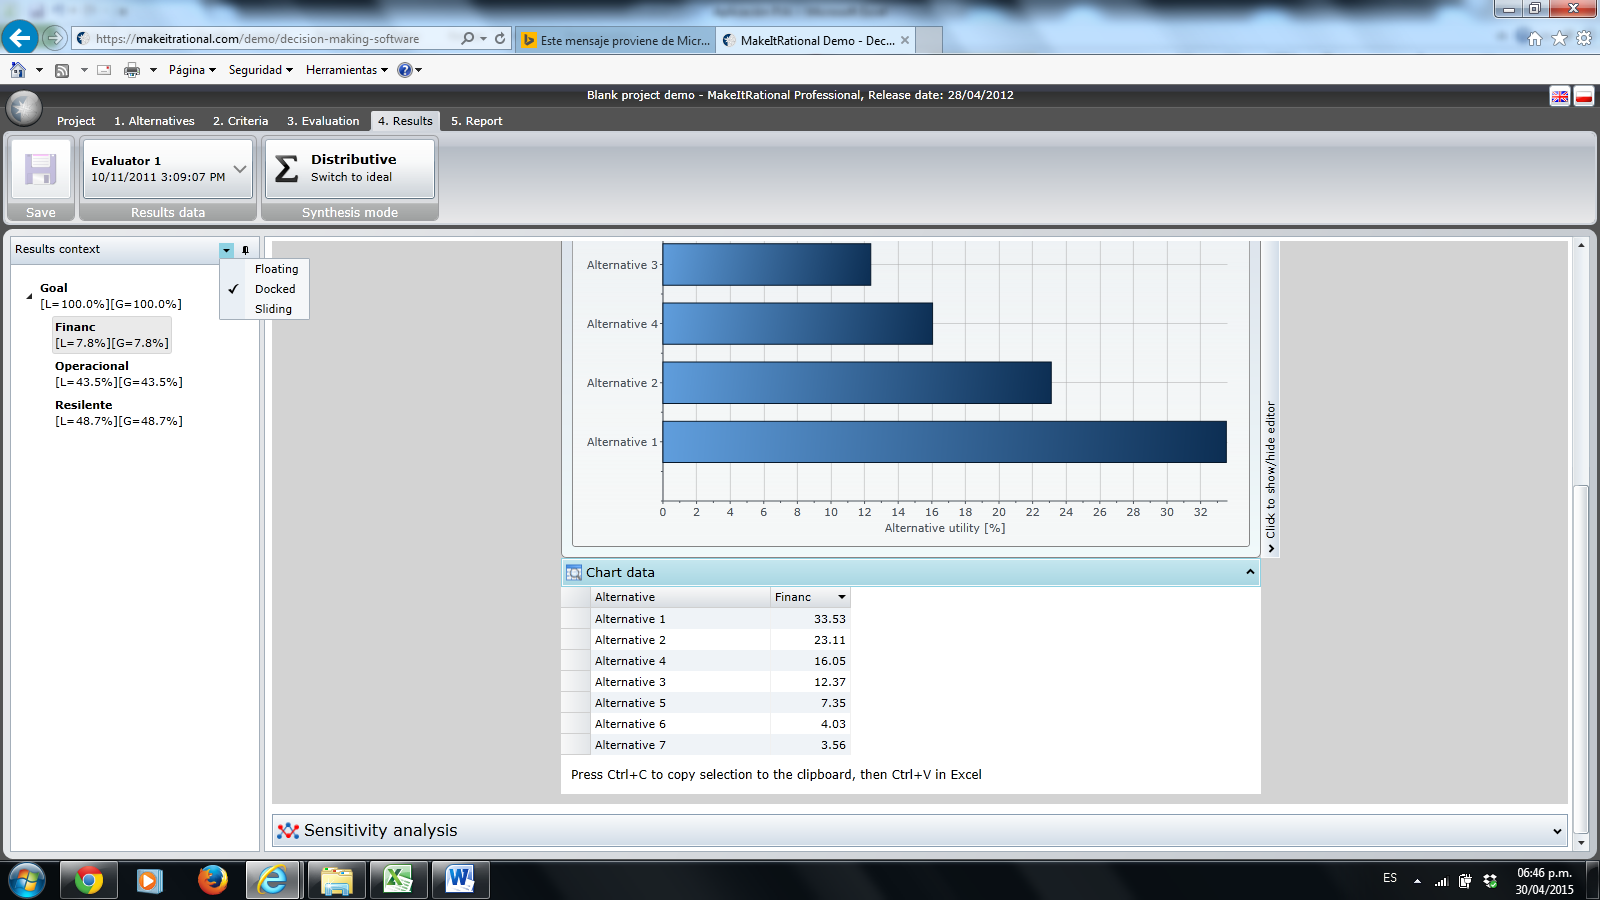 https://makeitrational.com/demo/decision-making-software
Este mensaje proviene de Micr...
MakeItRational Demo - Dec...
Página
Seguridad
Herramientas
Blank project demo - MakeItRational Professional, Release date: 28/04/2012
Project
1. Alternatives
2. Criteria
3. Evaluation
4. Results
5. Report
Evaluator 1
10/11/2011 3:09:07 PM
Distributive
Switch to ideal
Save
Results data
Synthesis mode
Results context
Floating
Docked
Sliding
Goal
[L=100.0%][G=100.0%]
Financ
[L=7.8%][G=7.8%]
Operacional
[L=43.5%][G=43.5%]
Resilente
[L=48.7%][G=48.7%]
Alternative 3
Alternative 4
Alternative 2
Alternative 1
0 2 4 6 8 10 12 14 16 18 20 22 24 26 28 30 32
Alternative utility [%]
Click to show/hide editor
Chart data
Alternative Financ
Alternative 1 33.53
Alternative 2 23.11
Alternative 4 16.05
Alternative 3 12.37
Alternative 5 7.35
Alternative 6 4.03
Alternative 7 3.56
Press Ctrl+C to copy selection to the clipboard, then Ctrl+V in Excel
Sensitivity analysis
ES
06:46 p.m.
30/04/2015